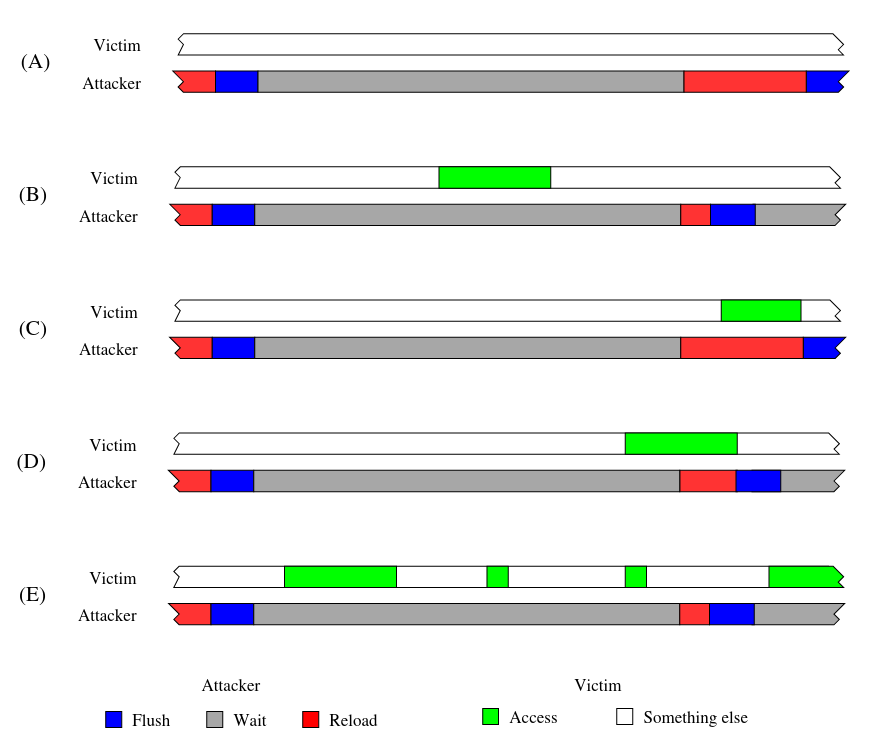 Victim
(A)
Attacker
Victim
(B)
Attacker
Victim
(C)
Attacker
Victim
(D)
Attacker
Victim
(E)
Attacker
Attacker Victim
Flush Wait Reload Access Something else